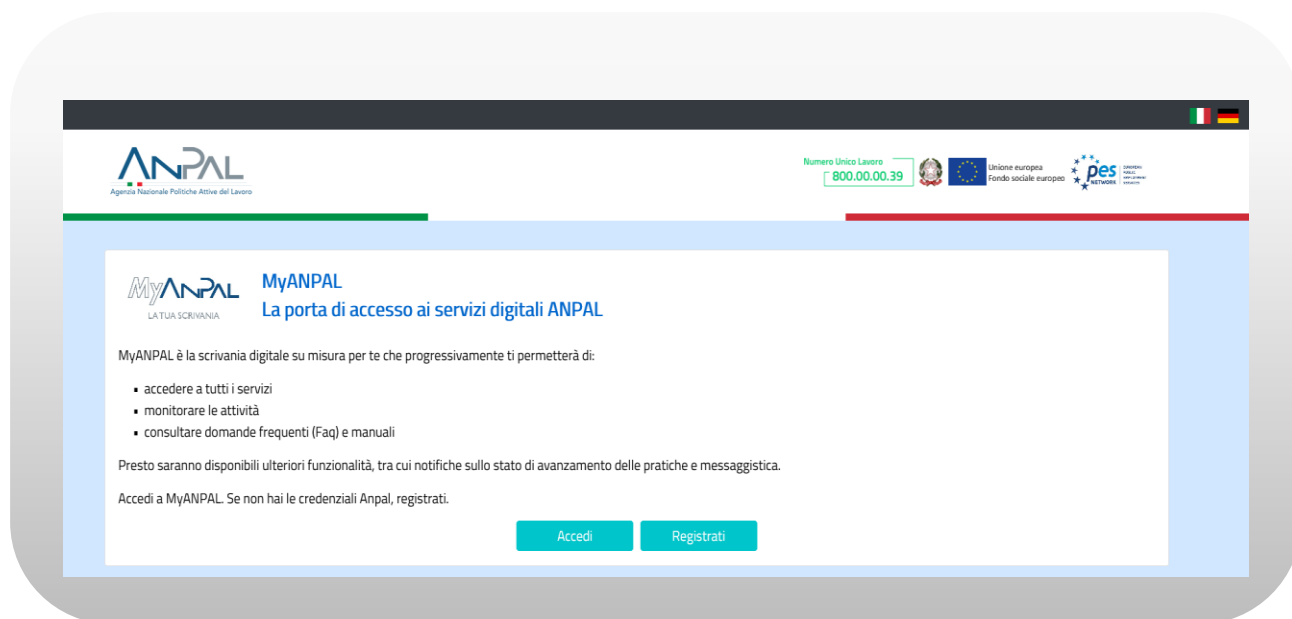 ANPAL
Agenzia Nazionale Politiche Attive del Lavoro
Numero Unico Lavoro
800.00.00.39
Unione europea
Fondo sociale europeo
pes
NETWORK
EUROPEAN
PUBLIC
EMPLOYMENT
SERVICES
MyANPAL
LA TUA SCRIVANIA
MyANPAL
La porta di accesso ai servizi digitali ANPAL
MyANPAL è la scrivania digitale su misura per te che progressivamente ti permetterà di:
▪ accedere a tutti i servizi
▪ monitorare le attività
▪ consultare domande frequenti (Faq) e manuali
Presto saranno disponibili ulteriori funzionalità, tra cui notifiche sullo stato di avanzamento delle pratiche e messaggistica.
Accedi a MyANPAL. Se non hai le credenziali Anpal, registrati.
Accedi
Registrati